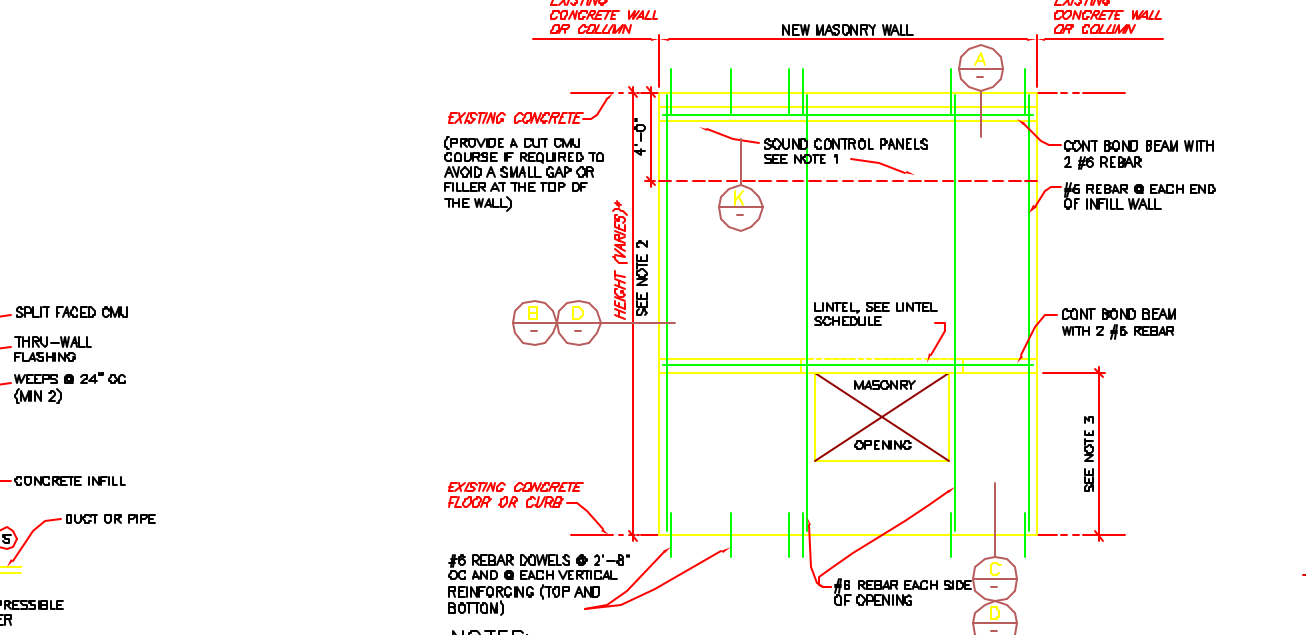 EXISTING
CONCRETE WALL
OR COLUMN
NEW MASONRY WALL
EXISTING
CONCRETE WALL
OR COLUMN
A
EXISTING CONCRETE
(PROVIDE A CUT CMU
COURSE IF REQUIRED TO
AVOID A SMALL GAP OR
FILLER AT THE TOP OF
THE WALL)
4'-0"
SOUND CONTROL PANELS
SEE NOTE 1
CONT BOND BEAM WITH
2 #6 REBAR
#6 REBAR @ EACH END
OF INFILL WALL
K
HEIGHT (VARIES)*
SEE NOTE 2
SPLIT FACED CMU
THRU-WALL
FLASHING
WEEPS @ 24" OC
(MIN 2)
B
D
LINTEL, SEE LINTEL
SCHEDULE
CONT BOND BEAM
WITH 2 #6 REBAR
MASONRY
OPENING
SEE NOTE 3
CONCRETE INFILL
DUCT OR PIPE
5
PRESSIBLE
ER
EXISTING CONCRETE
FLOOR OR CURB
#6 REBAR DOWELS @ 2'-8"
OC AND @ EACH VERTICAL
REINFORCING (TOP AND
BOTTOM)
#8 REBAR EACH SIDE
OF OPENING
C
D
NOTES: